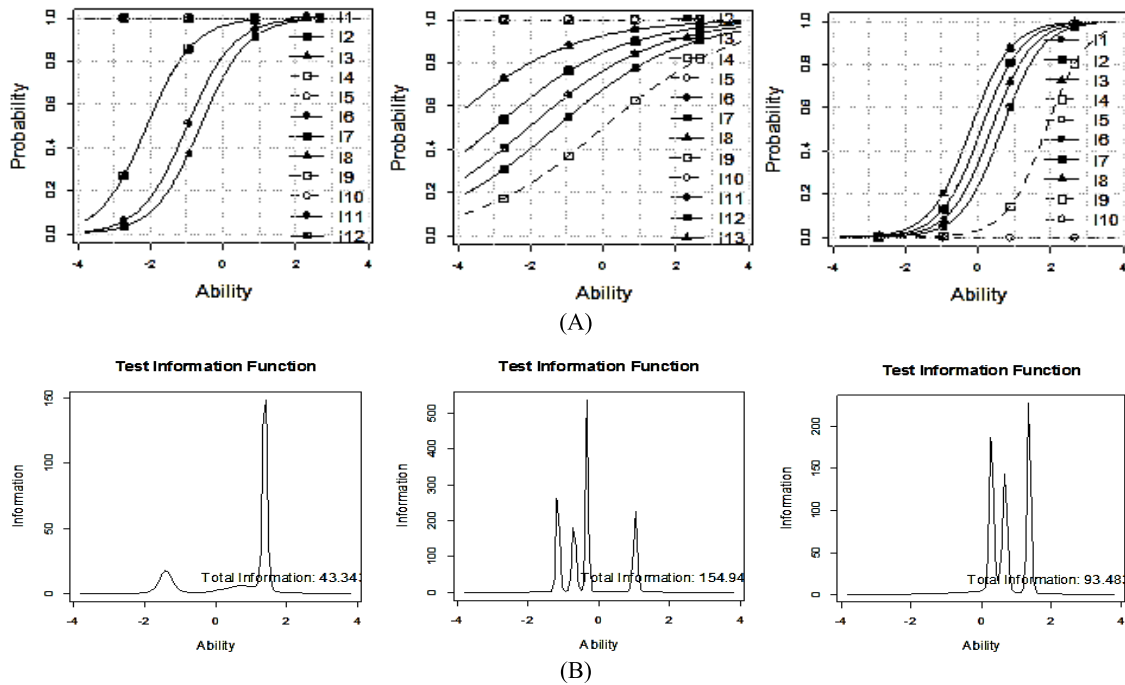 Probability
0.0 0.2 0.4 0.6 0.8 1.0
I1
I2
I3
I4
I5
I6
I7
I8
I9
I10
I11
I12
-4 -2 0 2 4
Ability
Probability
0.0 0.2 0.4 0.6 0.8 1.0
I2
I3
I4
I5
I6
I7
I8
I9
I10
I11
I12
I13
-4 -2 0 2 4
Ability
Probability
0.0 0.2 0.4 0.6 0.8 1.0
I1
I2
I3
I4
I5
I6
I7
I8
I9
I10
-4 -2 0 2 4
Ability
(A)
Test Information Function
Information
0 50 100 150
Total Information: 43.343
-4 -2 0 2 4
Ability
Test Information Function
Information
0 100 200 300 400 500
Total Information: 154.94
-4 -2 0 2 4
Ability
Test Information Function
Information
0 50 100 150 200
Total Information: 93.483
-4 -2 0 2 4
Ability
(B)